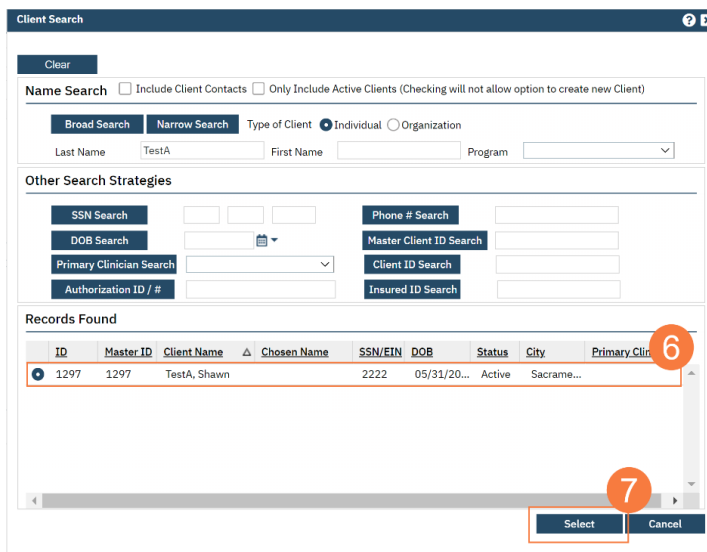 Client Search
Clear
Name Search Include Client Contacts Only Include Active Clients (Checking will not allow option to create new Client)
Broad Search Narrow Search Type of Client Individual Organization
Last Name TestA First Name Program
Other Search Strategies
SSN Search Phone # Search
DOB Search Master Client ID Search
Primary Clinician Search Client ID Search
Authorization ID / # Insured ID Search
Records Found
6
ID Master ID Client Name Chosen Name SSN/EIN DOB Status City Primary Clin
1297 1297 TestA, Shawn 2222 05/31/20... Active Sacrame...
7
Select Cancel